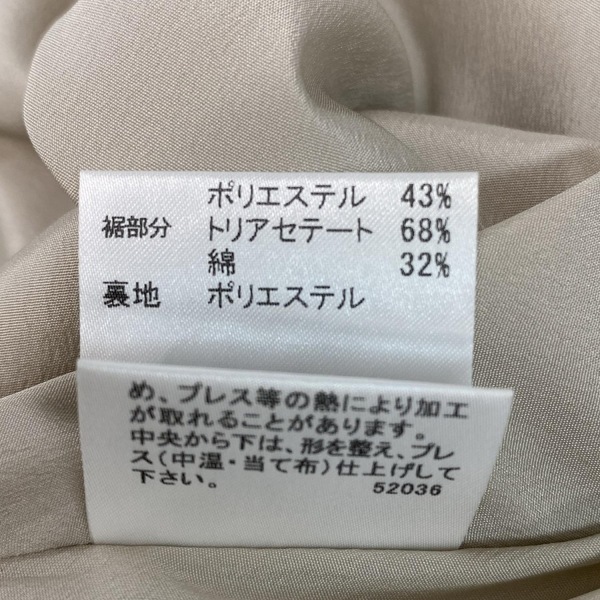 ポリエステル 43%
裾部分 トリアセテート 68%
綿 32%
裏地 ポリエステル
め、プレス等の熱により加工
が取れることがあります。
中央から下は、形を整え、プレ
ス(中温・当て布)仕上げして
下さい。
52036